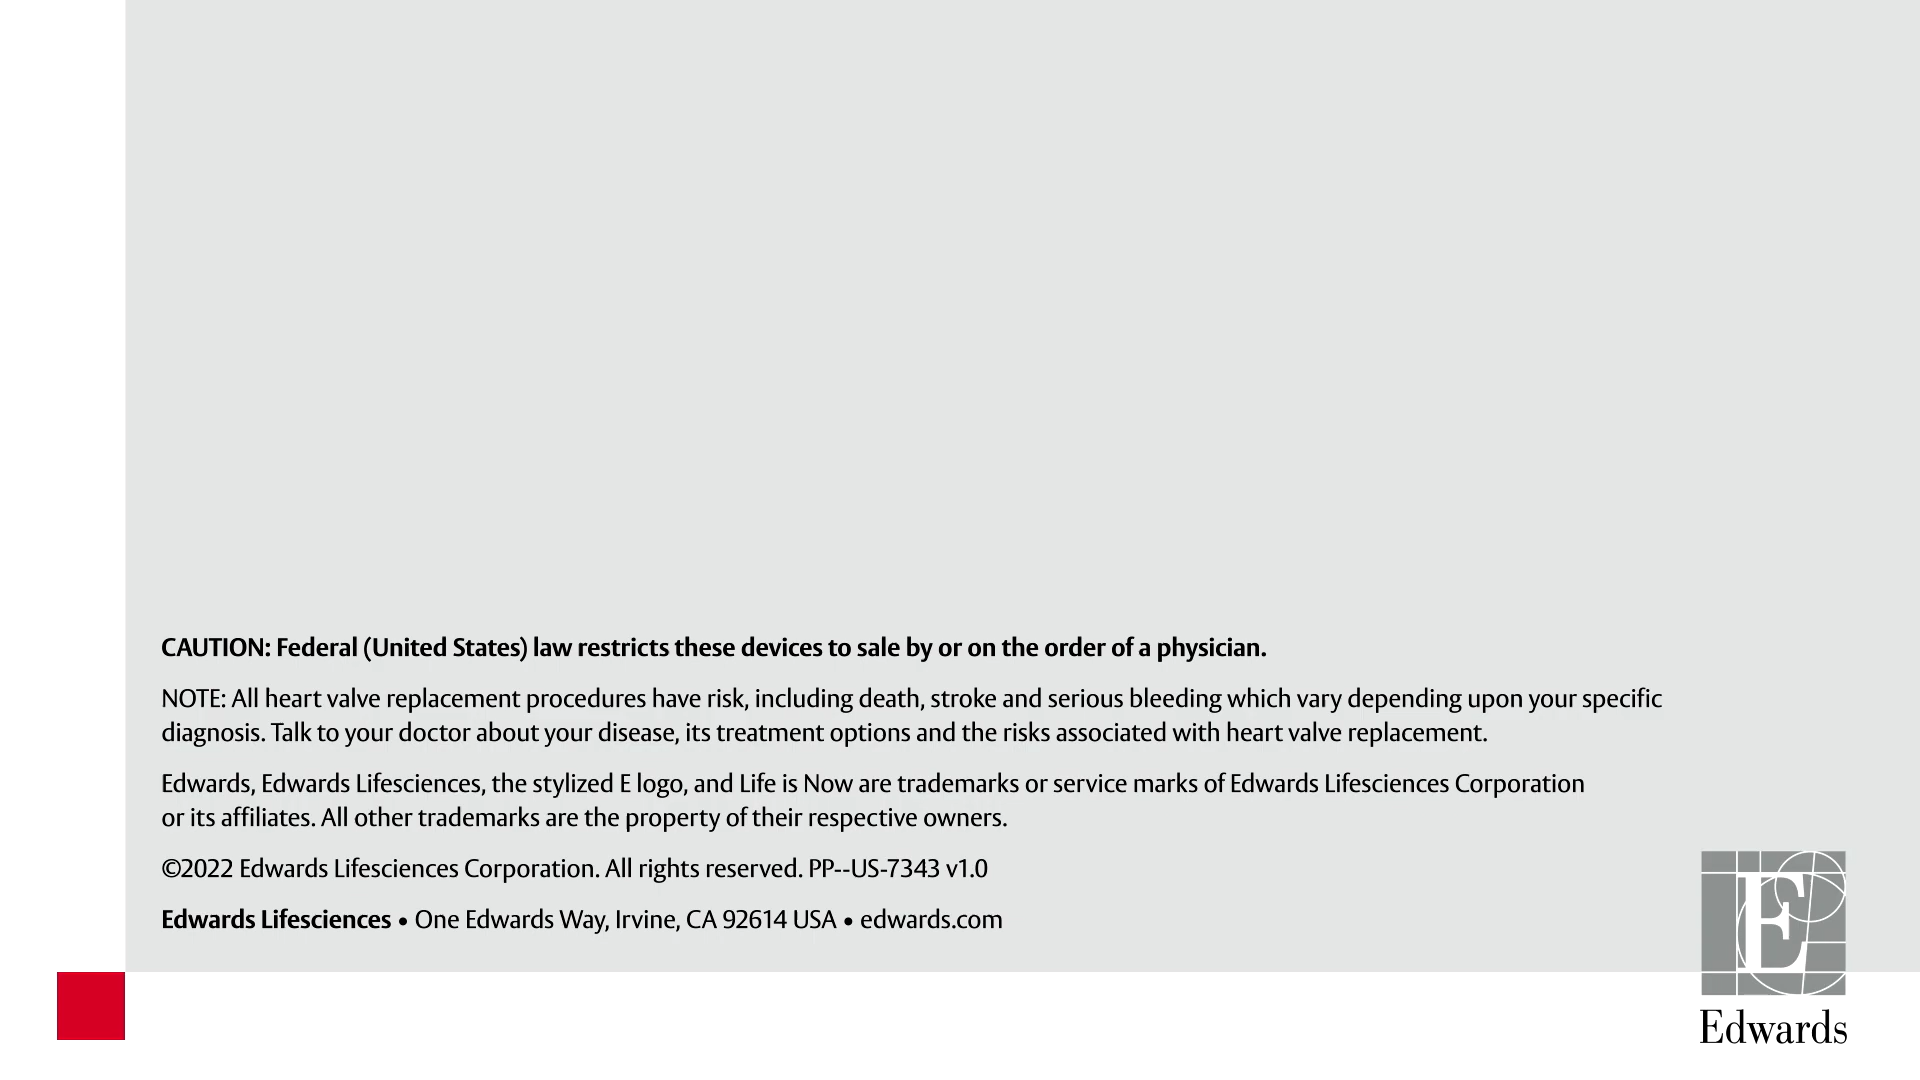 CAUTION: Federal (United States) law restricts these devices to sale by or on the order of a physician.
NOTE: All heart valve replacement procedures have risk, including death, stroke and serious bleeding which vary depending upon your specific
diagnosis. Talk to your doctor about your disease, its treatment options and the risks associated with heart valve replacement.
Edwards, Edwards Lifesciences, the stylized E logo, and Life is Now are trademarks or service marks of Edwards Lifesciences Corporation
or its affiliates. All other trademarks are the property of their respective owners.
©2022 Edwards Lifesciences Corporation. All rights reserved. PP--US-7343 v1.0
Edwards Lifesciences • One Edwards Way, Irvine, CA 92614 USA • edwards.com
E
Edwards